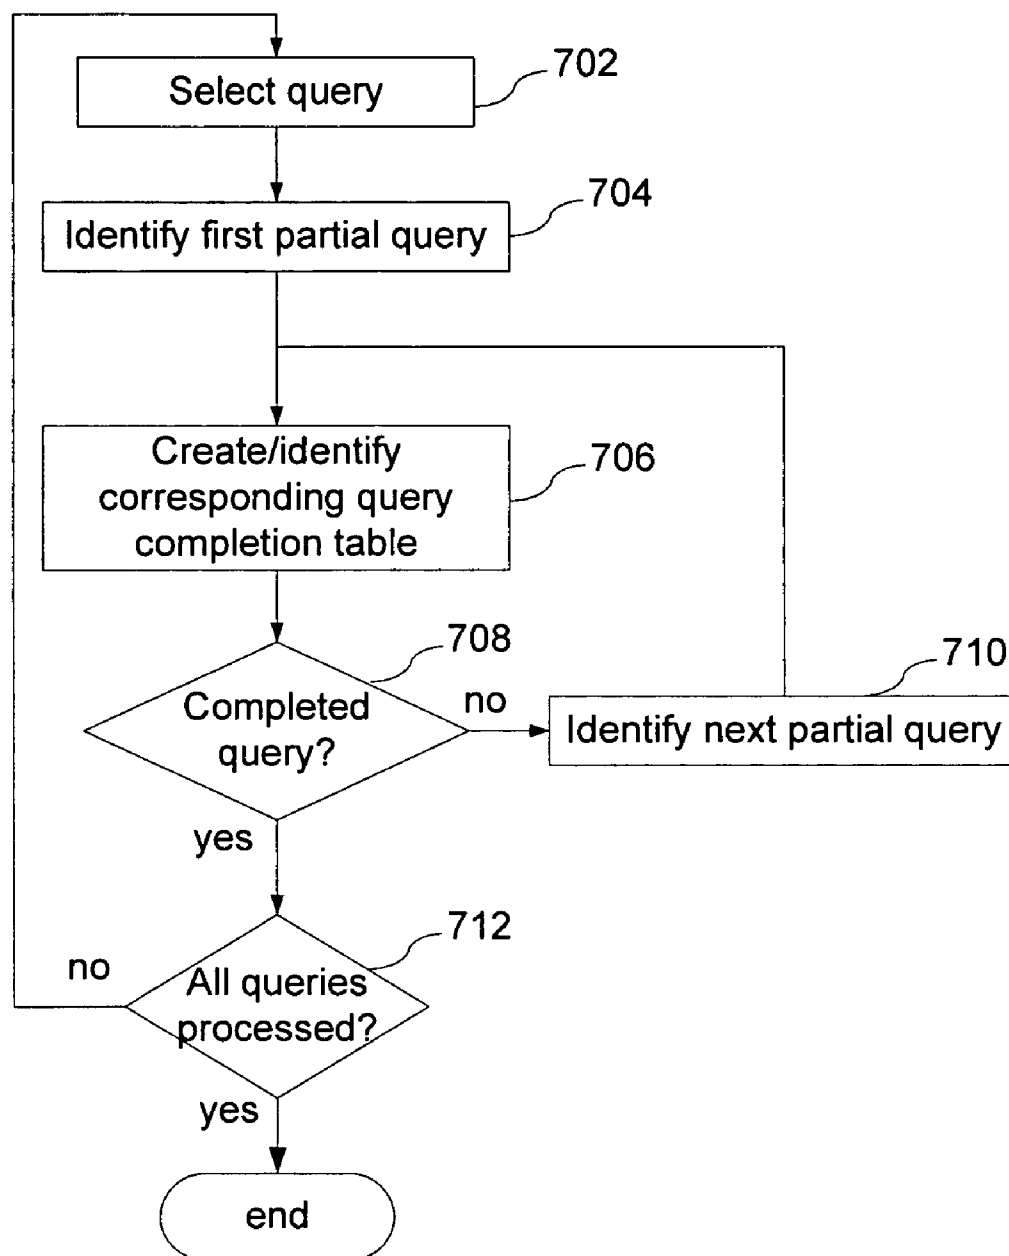 Select query
702
Identify first partial query
704
Create/identify
corresponding query
completion table
706
Completed
query?
708
no
Identify next partial query
710
yes
All queries
processed?
712
no
yes
end